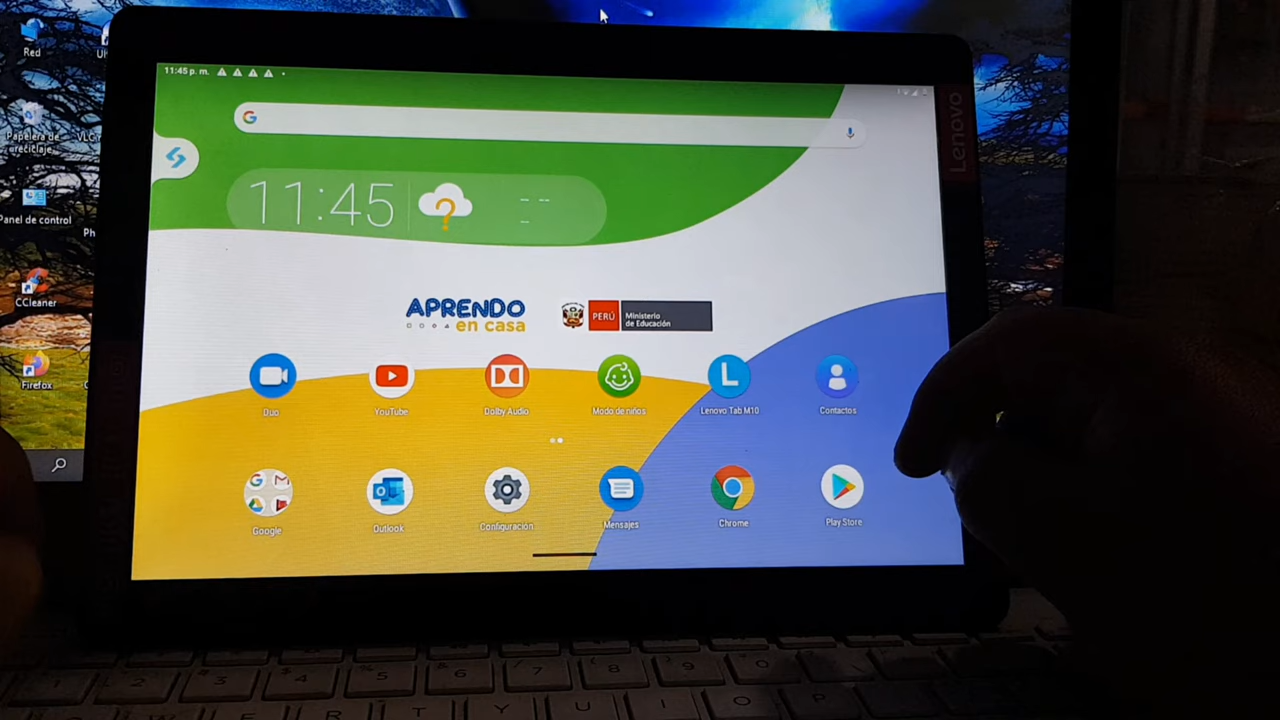 Red
Papelera de
reciclaje
Panel de control
CCleaner
Firefox
11:45 p. m.
Lenovo
11:45
APRENDO
en casa
PERÚ
Ministerio
de Educación
Duo
YouTube
Dolby Audio
Modo de niños
Lenovo Tab M10
Contactos
Google
Outlook
Configuración
Mensajes
Chrome
Play Store